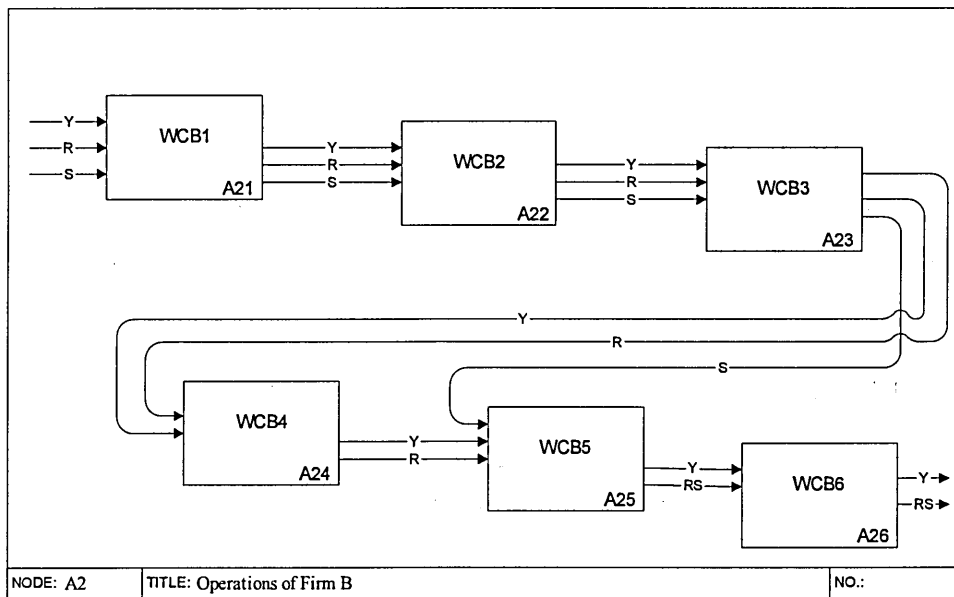 Y
R
S
WCB1
A21
Y
R
S
WCB2
A22
Y
R
S
WCB3
A23
Y
R
S
WCB4
A24
Y
R
WCB5
A25
Y
RS
WCB6
A26
Y
RS
NODE: A2
TITLE: Operations of Firm B
NO.: